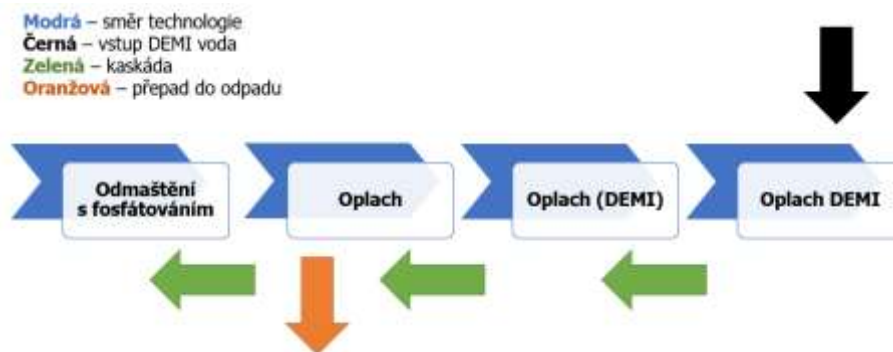 Modrá – směr technologie
Černá – vstup DEMI voda
Zelená – kaskáda
Oranžová – přepad do odpadu
Odmaštění
s fosfátováním
Oplach
Oplach (DEMI)
Oplach DEMI